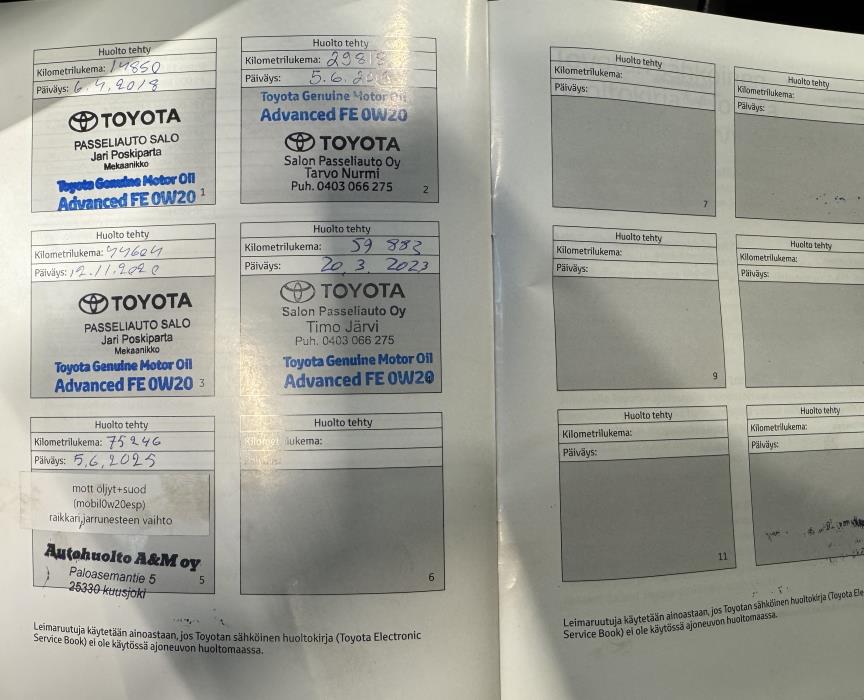 Huolto tehty
Kilometrilukema: 14850
Päiväys: 6.4.2018
TOYOTA
PASSELIAUTO SALO
Jari Poskiparta
Mekaanikko
Toyota Genuine Motor Oil
Advanced FE 0W20
1
Huolto tehty
Kilometrilukema:
Päiväys: 5.6.
Toyota Genuine Motor Oil
Advanced FE 0W20
TOYOTA
Salon Passeliauto Oy
Tarvo Nurmi
Puh. 0403 066 275
2
Huolto tehty
Kilometrilukema: 44604
Päiväys: 12.11.2020
TOYOTA
PASSELIAUTO SALO
Jari Poskiparta
Mekaanikko
Toyota Genuine Motor Oil
Advanced FE 0W20
3
Huolto tehty
Kilometrilukema: 59 883
Päiväys: 20.3.2023
TOYOTA
Salon Passeliauto Oy
Timo Järvi
Puh. 0403 066 275
Toyota Genuine Motor Oil
Advanced FE 0W20
Huolto tehty
Kilometrilukema: 75246
Päiväys: 5,6,2025
mott öljyt+suod
(mobil0w20esp)
raikkari,jarrunesteen vaihto
Autohuolto A&M oy
Paloasemantie 5
25330 kuusjoki
5
Huolto tehty
Kilometrilukema:
6
Leimaruutuja käytetään ainoastaan, jos Toyotan sähköinen huoltokirja (Toyota Electronic
Service Book) ei ole käytössä ajoneuvon huoltomaassa.
Huolto tehty
Kilometrilukema:
Päiväys:
7
Huolto tehty
Kilometrilukema:
Päiväys:
Huolto tehty
Kilometrilukema:
Päiväys:
9
Huolto tehty
Kilometrilukema:
Päiväys:
Huolto tehty
Kilometrilukema:
Päiväys:
11
Huolto tehty
Kilometrilukema:
Päiväys:
Leimaruutuja käytetään ainoastaan, jos Toyotan sähköinen huoltokirja (Toyota
Service Book) ei ole käytössä ajoneuvon huoltomaassa.